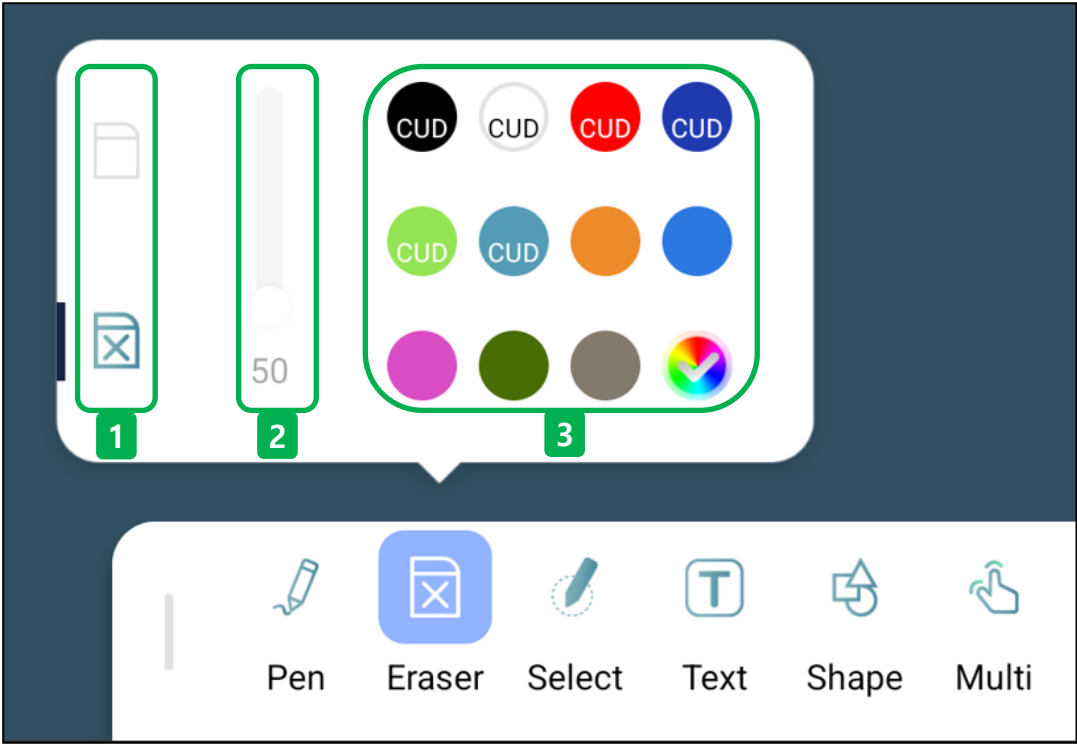 CUD CUD CUD CUD
CUD CUD
50
1 2 3
T
Pen Eraser Select Text Shape Multi